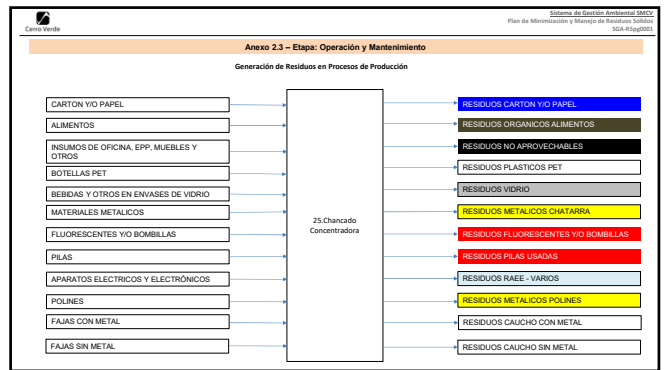 Cerro Verde
Sistema de Gestión Ambiental SMCV
Plan de Minimización y Manejo de Residuos Sólidos
SGA-RSpg0001
Anexo 2.3 – Etapa: Operación y Mantenimiento
Generación de Residuos en Procesos de Producción
CARTON Y/O PAPEL
ALIMENTOS
INSUMOS DE OFICINA, EPP, MUEBLES Y
OTROS
BOTELLAS PET
BEBIDAS Y OTROS EN ENVASES DE VIDRIO
MATERIALES METALICOS
FLUORESCENTES Y/O BOMBILLAS
PILAS
APARATOS ELECTRICOS Y ELECTRÓNICOS
POLINES
FAJAS CON METAL
FAJAS SIN METAL
25.Chancado
Concentradora
RESIDUOS CARTON Y/O PAPEL
RESIDUOS ORGANICOS ALIMENTOS
RESIDUOS NO APROVECHABLES
RESIDUOS PLASTICOS PET
RESIDUOS VIDRIO
RESIDUOS METALICOS CHATARRA
RESIDUOS FLUORESCENTES Y/O BOMBILLAS
RESIDUOS PILAS USADAS
RESIDUOS RAEE - VARIOS
RESIDUOS METALICOS POLINES
RESIDUOS CAUCHO CON METAL
RESIDUOS CAUCHO SIN METAL